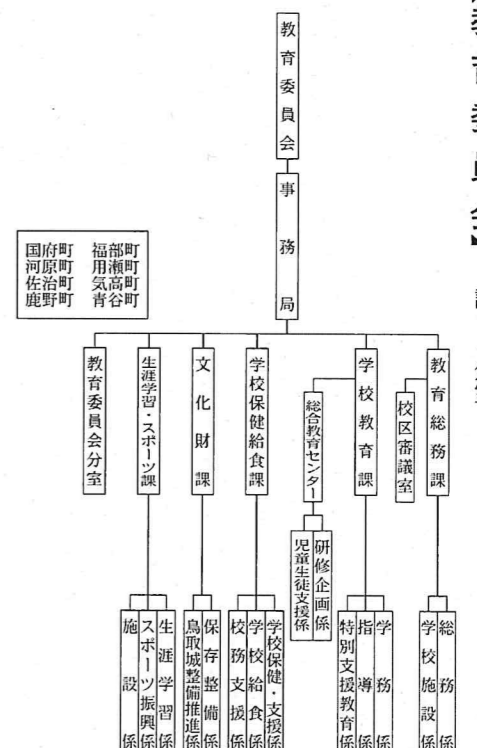 教育委員会
事務局
教育総務課
校区審議室
総務係
学校施設係
学校教育課
総合教育センター
学務係
指導係
特別支援教育係
研修企画係
児童生徒支援係
学校保健給食課
学校保健・支援係
学校給食係
校務支援係
文化財課
保存整備係
鳥取城整備推進係
生涯学習・スポーツ課
生涯学習係
スポーツ振興係
施設係
教育委員会分室
国府町 福部町
河原町 用瀬町
佐治町 気高町
鹿野町 青谷町